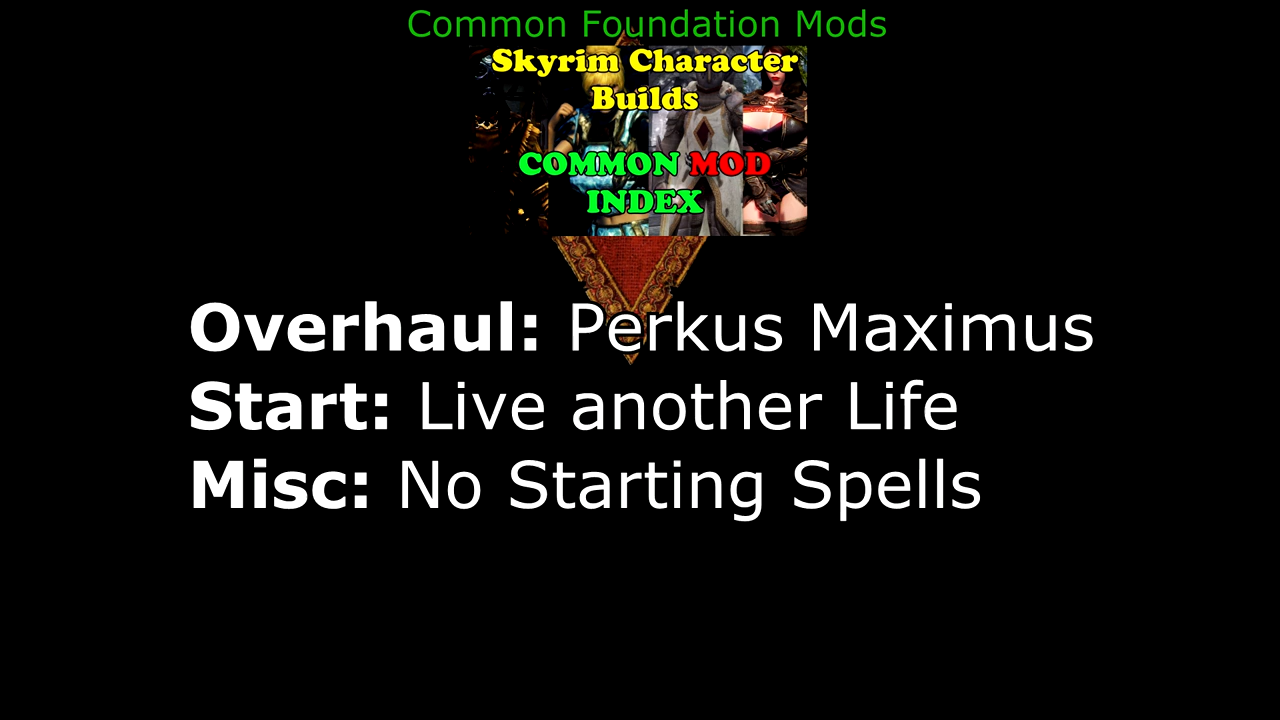 Common Foundation Mods
Skyrim Character
Builds
COMMON MOD
INDEX
Overhaul: Perkus Maximus
Start: Live another Life
Misc: No Starting Spells